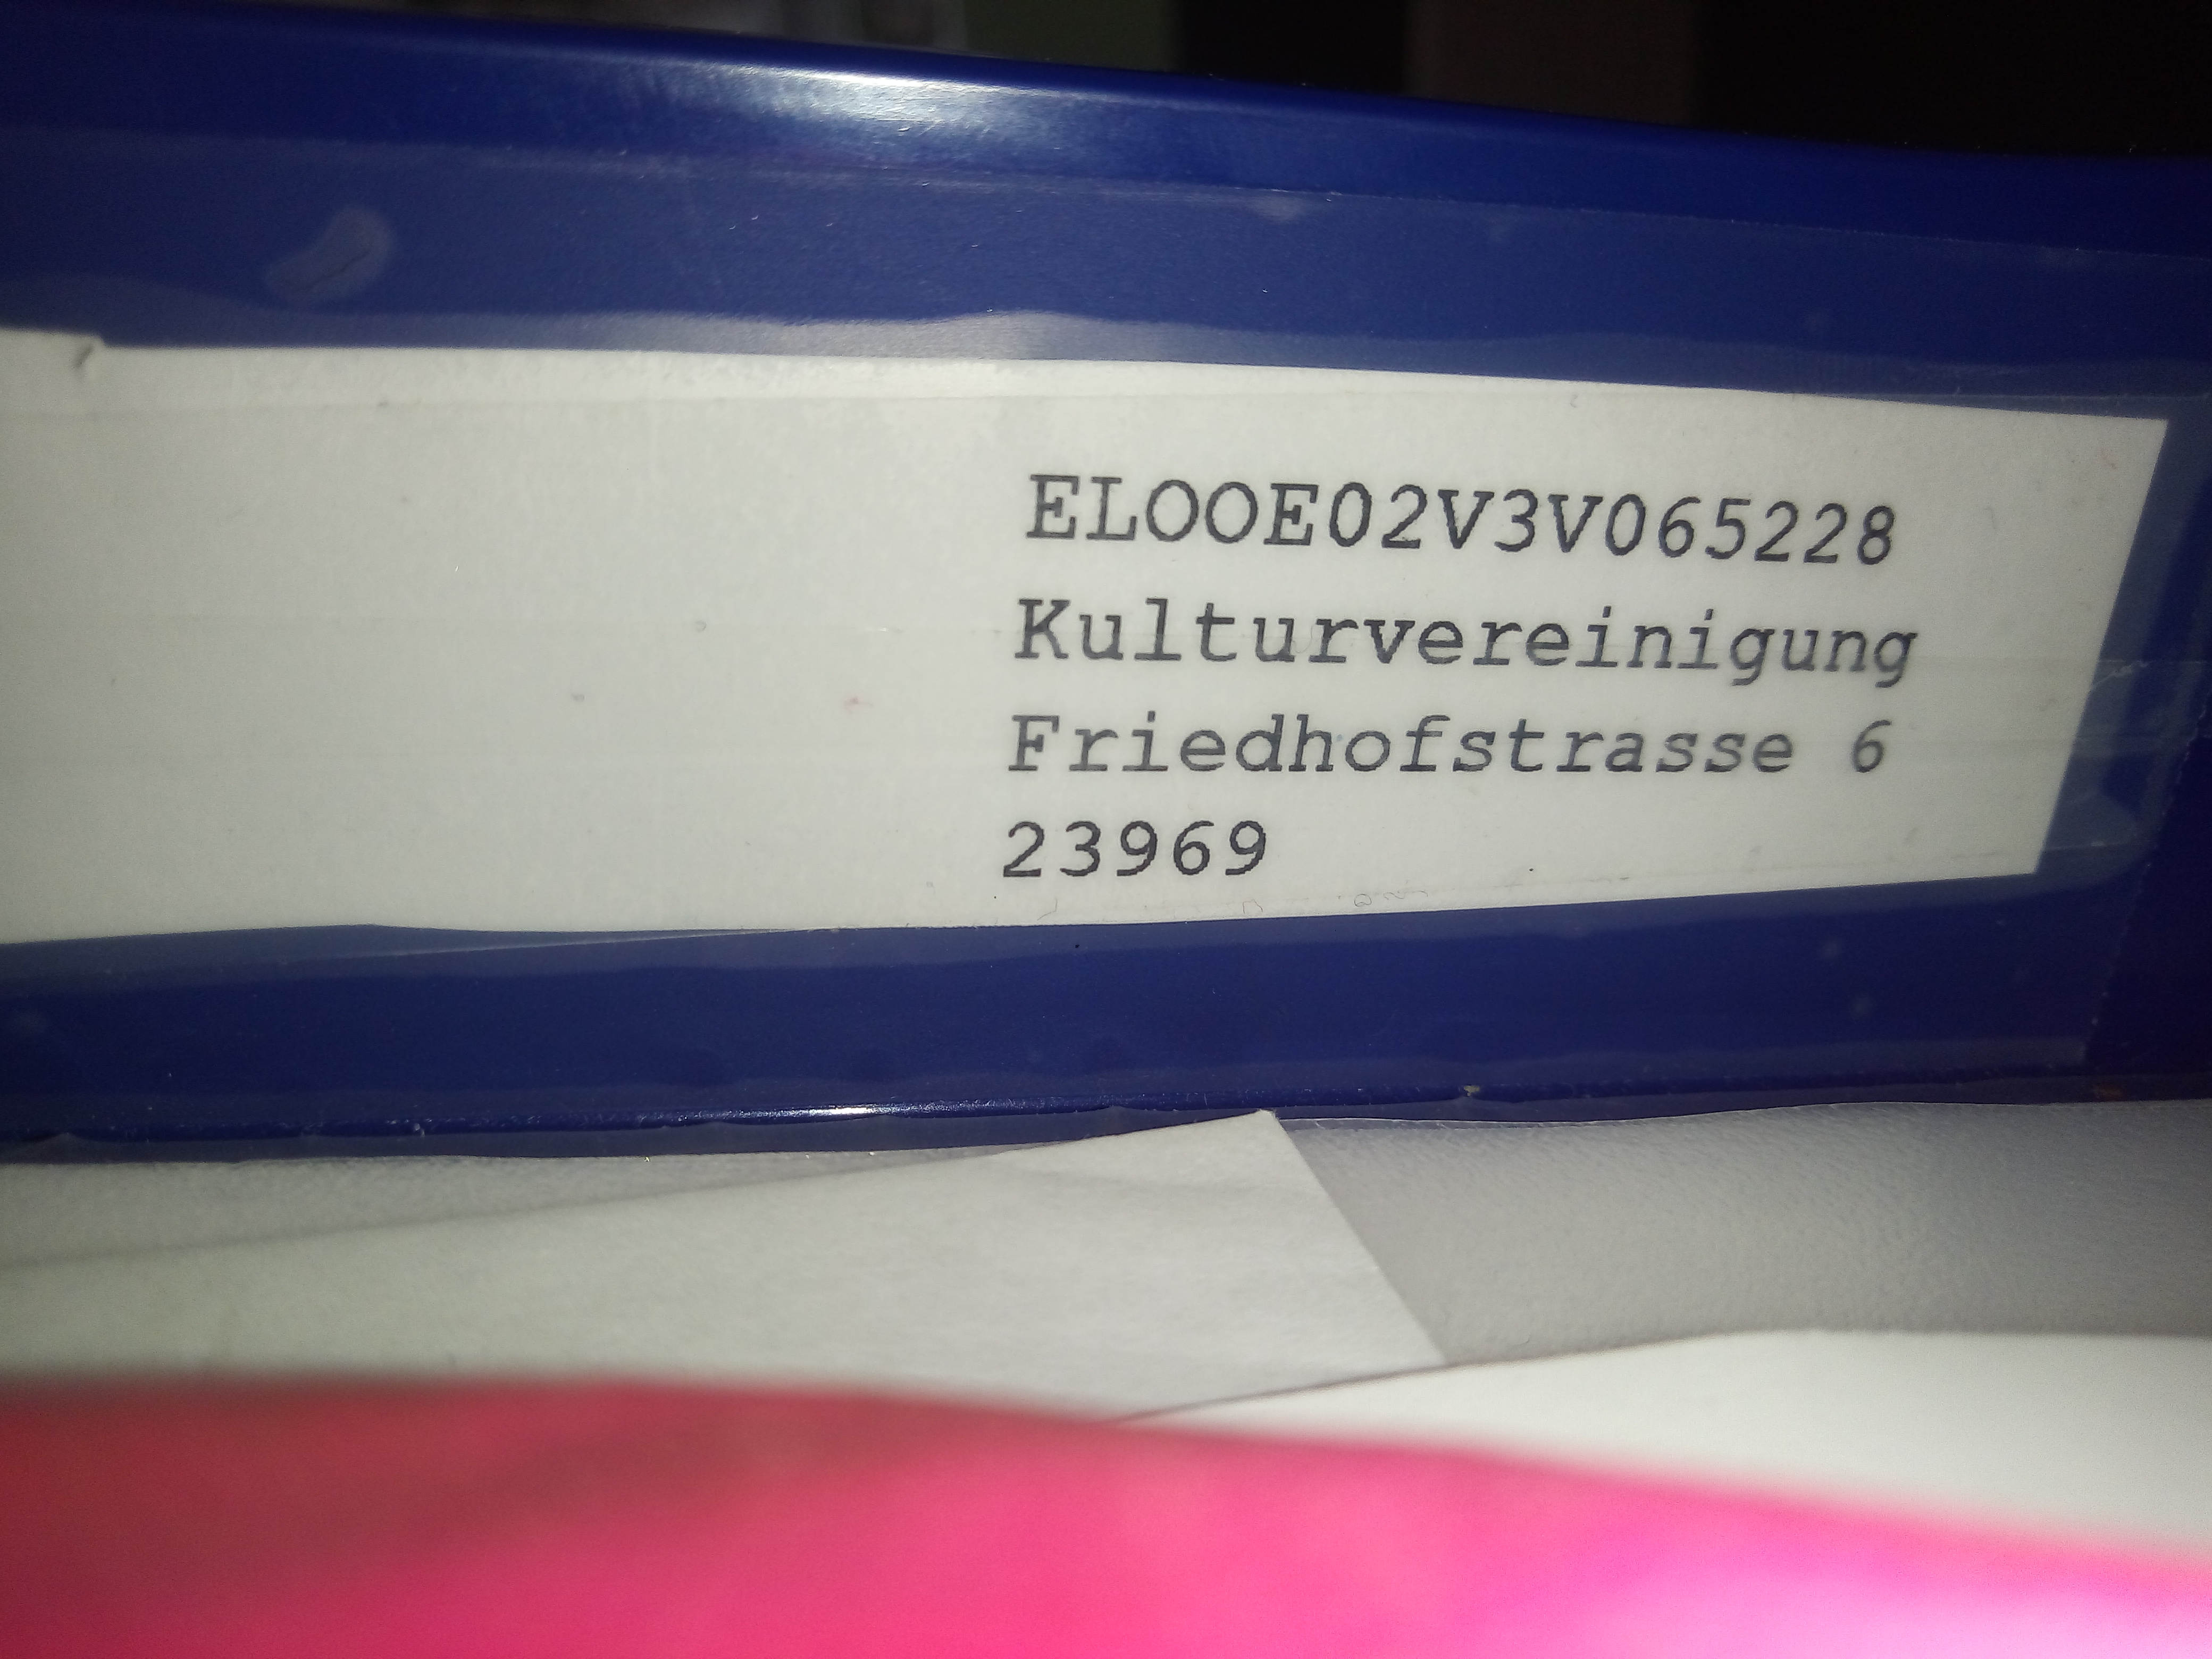 ELOOE02V3V065228
Kulturvereinigung
Friedhofstrasse 6
23969